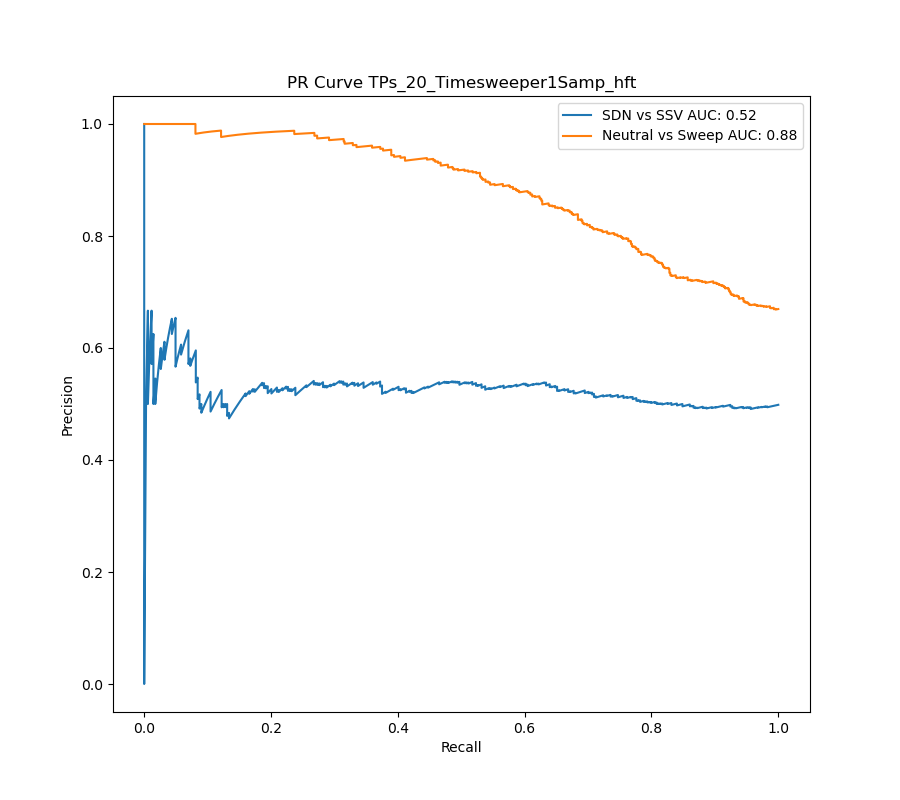 PR Curve TPs_20_Timesweeper1Samp_hft
SDN vs SSV AUC: 0.52
Neutral vs Sweep AUC: 0.88
1.0
0.8
0.6
0.4
0.2
0.0
Precision
0.0 0.2 0.4 0.6 0.8 1.0
Recall